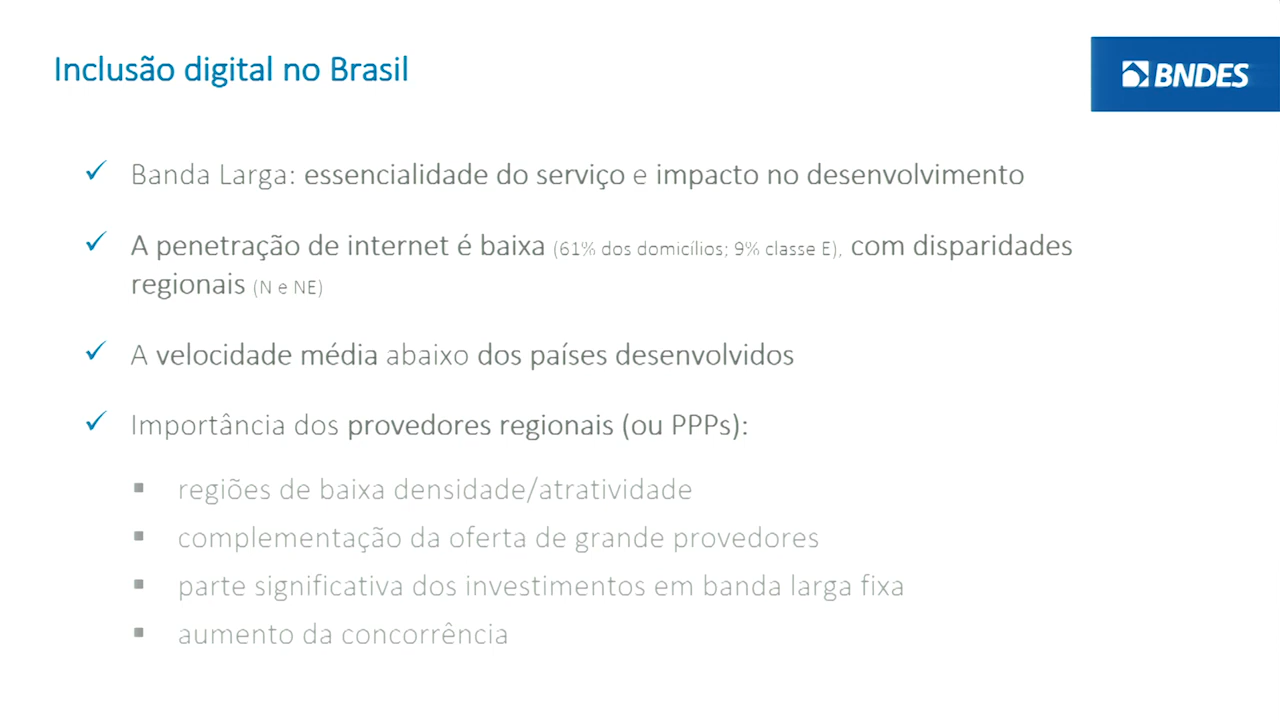 Inclusão digital no Brasil
BNDES
Banda Larga: essencialidade do serviço e impacto no desenvolvimento
A penetração de internet é baixa (61% dos domicílios; 9% classe E), com disparidades
regionais (N e NE)
A velocidade média abaixo dos países desenvolvidos
Importância dos provedores regionais (ou PPPs):
regiões de baixa densidade/atratividade
complementação da oferta de grande provedores
parte significativa dos investimentos em banda larga fixa
aumento da concorrência